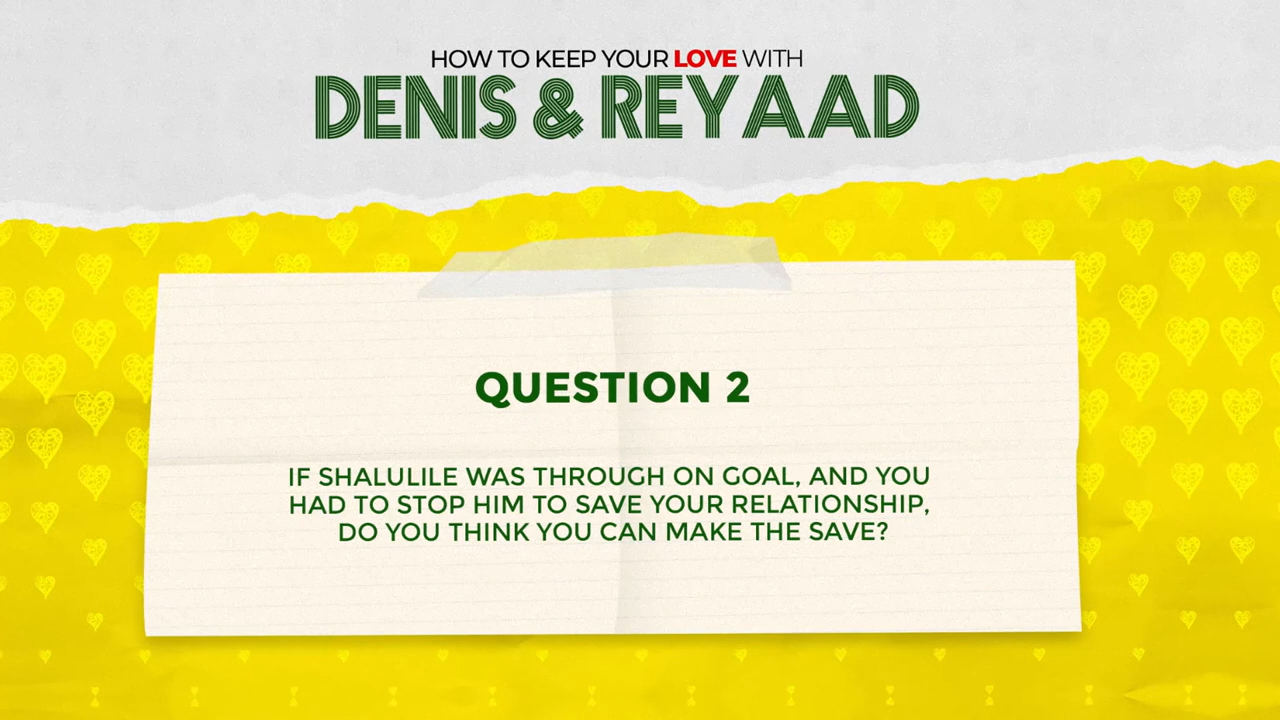 HOW TO KEEP YOUR LOVE WITH
DENIS & REYAAD
QUESTION 2
IF SHALULILE WAS THROUGH ON GOAL, AND YOU
HAD TO STOP HIM TO SAVE YOUR RELATIONSHIP,
DO YOU THINK YOU CAN MAKE THE SAVE?